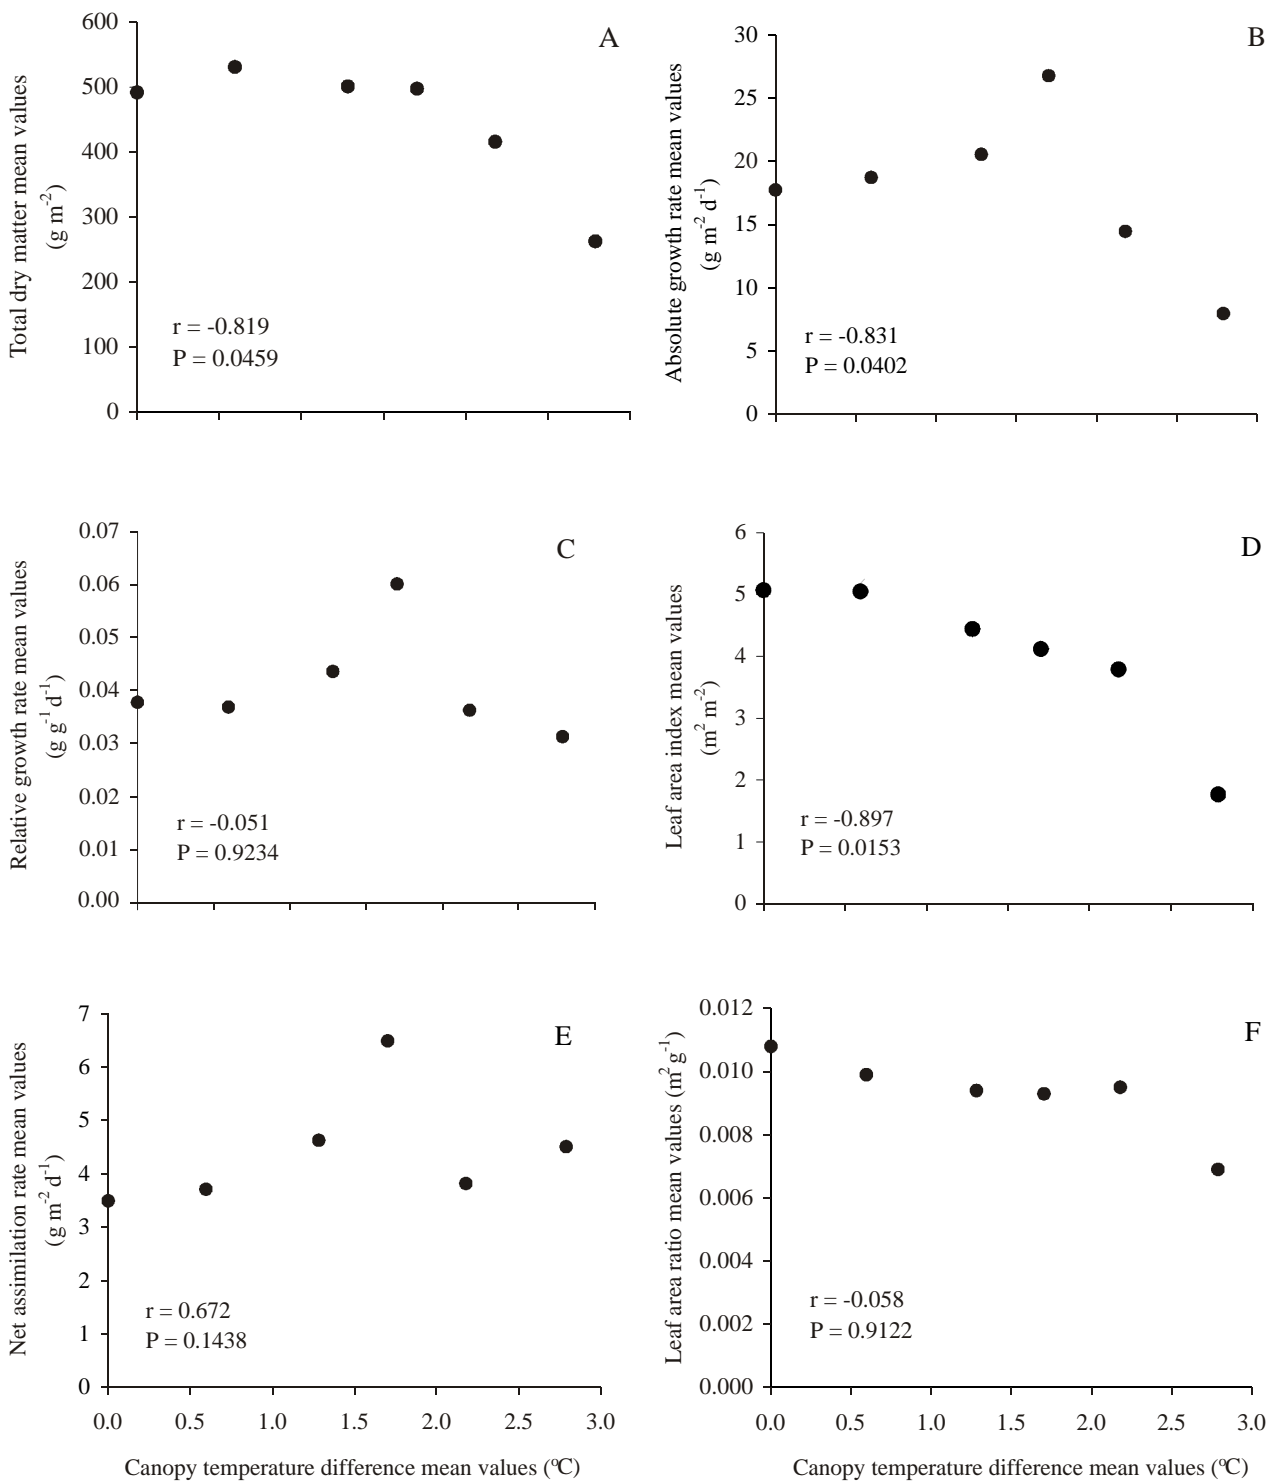 A
Total dry matter mean values
(g m-2)
600
500
400
300
200
100
0
r = -0.819
P = 0.0459
B
Absolute growth rate mean values
(g m-2 d-1)
30
25
20
15
10
5
0
r = -0.831
P = 0.0402
C
Relative growth rate mean values
(g g-1 d-1)
0.07
0.06
0.05
0.04
0.03
0.02
0.01
0.00
r = -0.051
P = 0.9234
D
Leaf area index mean values
(m2 m-2)
6
5
4
3
2
1
0
r = -0.897
P = 0.0153
E
Net assimilation rate mean values
(g m-2 d-1)
7
6
5
4
3
2
1
0
r = 0.672
P = 0.1438
0.0 0.5 1.0 1.5 2.0 2.5 3.0
Canopy temperature difference mean values (ºC)
F
Leaf area ratio mean values (m2 g-1)
0.012
0.010
0.008
0.006
0.004
0.002
0.000
r = -0.058
P = 0.9122
0.0 0.5 1.0 1.5 2.0 2.5 3.0
Canopy temperature difference mean values (ºC)